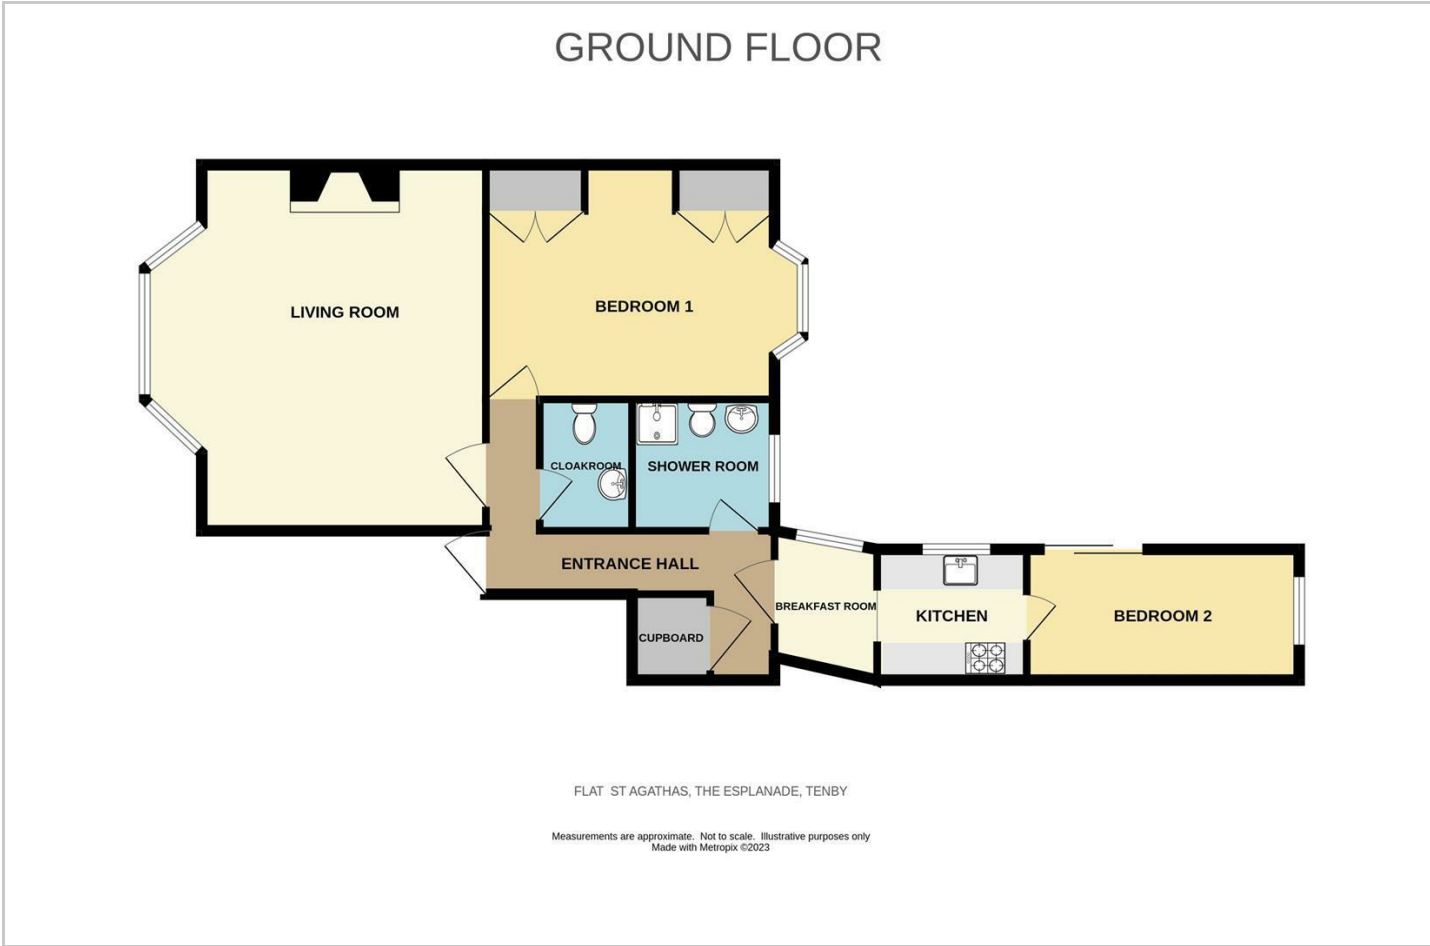 GROUND FLOOR
LIVING ROOM
BEDROOM 1
CLOAKROOM
SHOWER ROOM
ENTRANCE HALL
BREAKFAST ROOM
KITCHEN
BEDROOM 2
CUPBOARD
FLAT ST AGATHAS, THE ESPLANADE, TENBY
Measurements are approximate. Not to scale. Illustrative purposes only
Made with Metropix ©2023